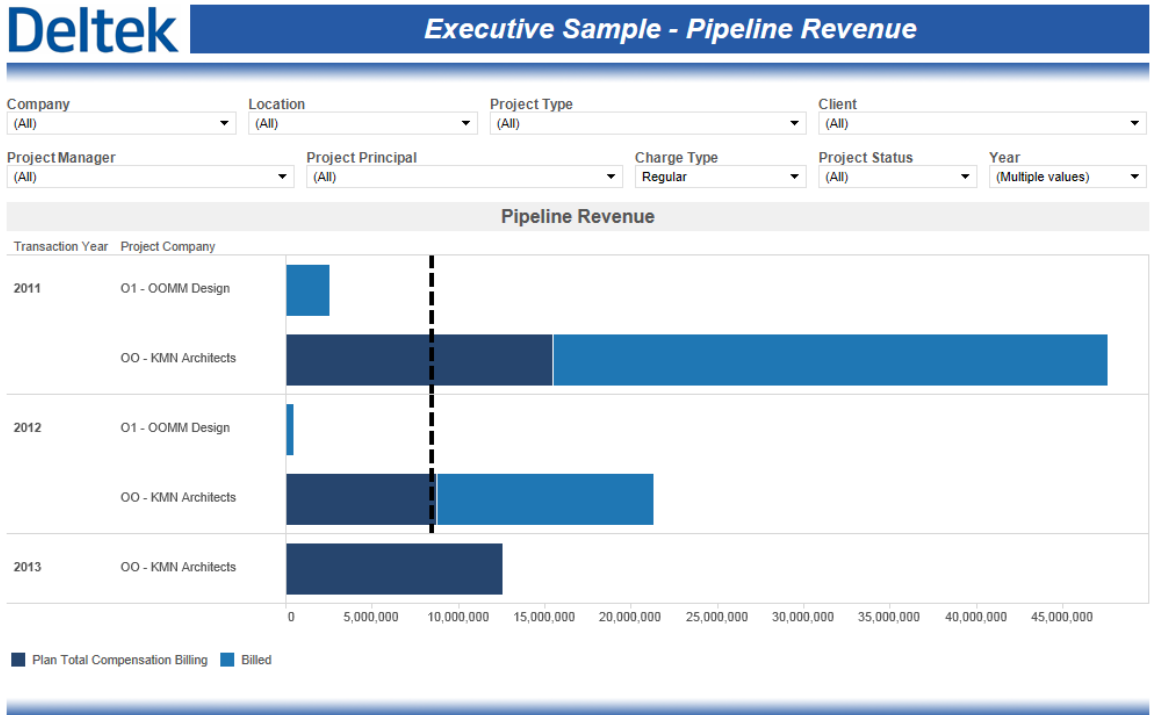 Deltek
Executive Sample - Pipeline Revenue
Company Location Project Type Client
(All) (All) (All) (All)
Project Manager Project Principal Charge Type Project Status Year
(All) (All) Regular (All) (Multiple values)
Pipeline Revenue
Transaction Year Project Company
2011 O1 - OOMM Design
OO - KMN Architects
2012 O1 - OOMM Design
OO - KMN Architects
2013 OO - KMN Architects
0 5,000,000 10,000,000 15,000,000 20,000,000 25,000,000 30,000,000 35,000,000 40,000,000 45,000,000
Plan Total Compensation Billing Billed